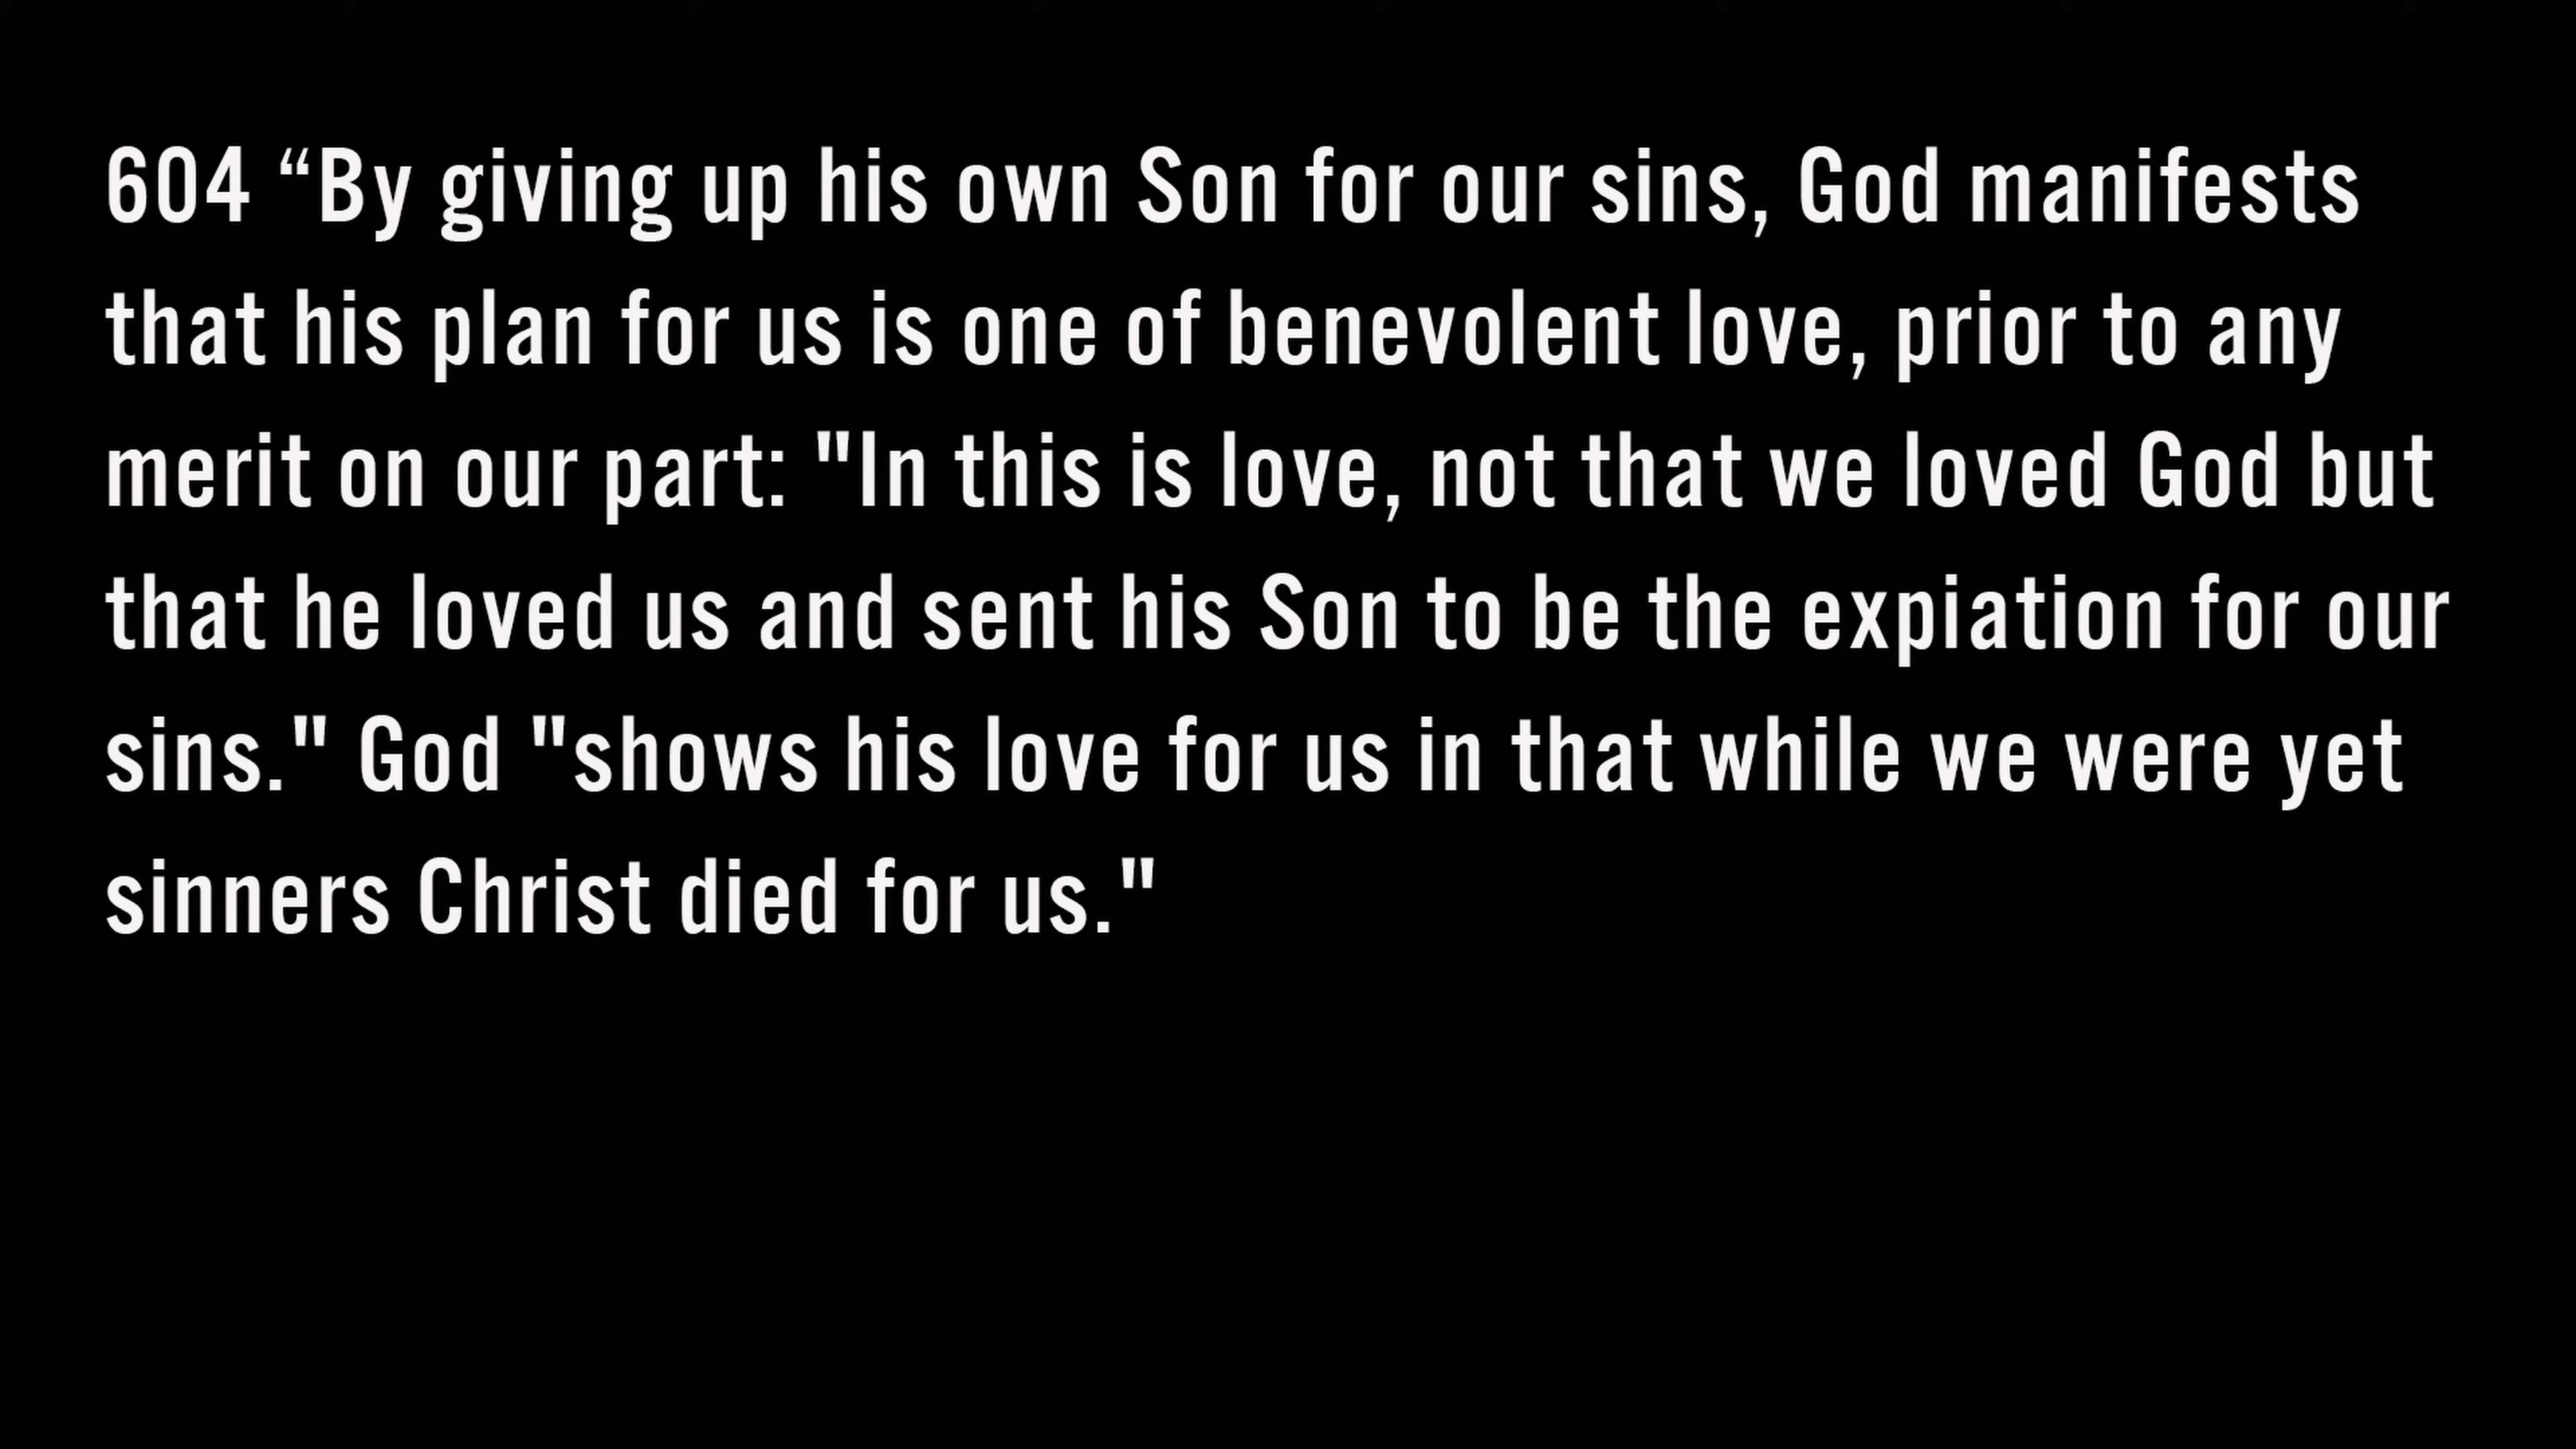 604 “By giving up his own Son for our sins, God manifests
that his plan for us is one of benevolent love, prior to any
merit on our part: "In this is love, not that we loved God but
that he loved us and sent his Son to be the expiation for our
sins." God "shows his love for us in that while we were yet
sinners Christ died for us."